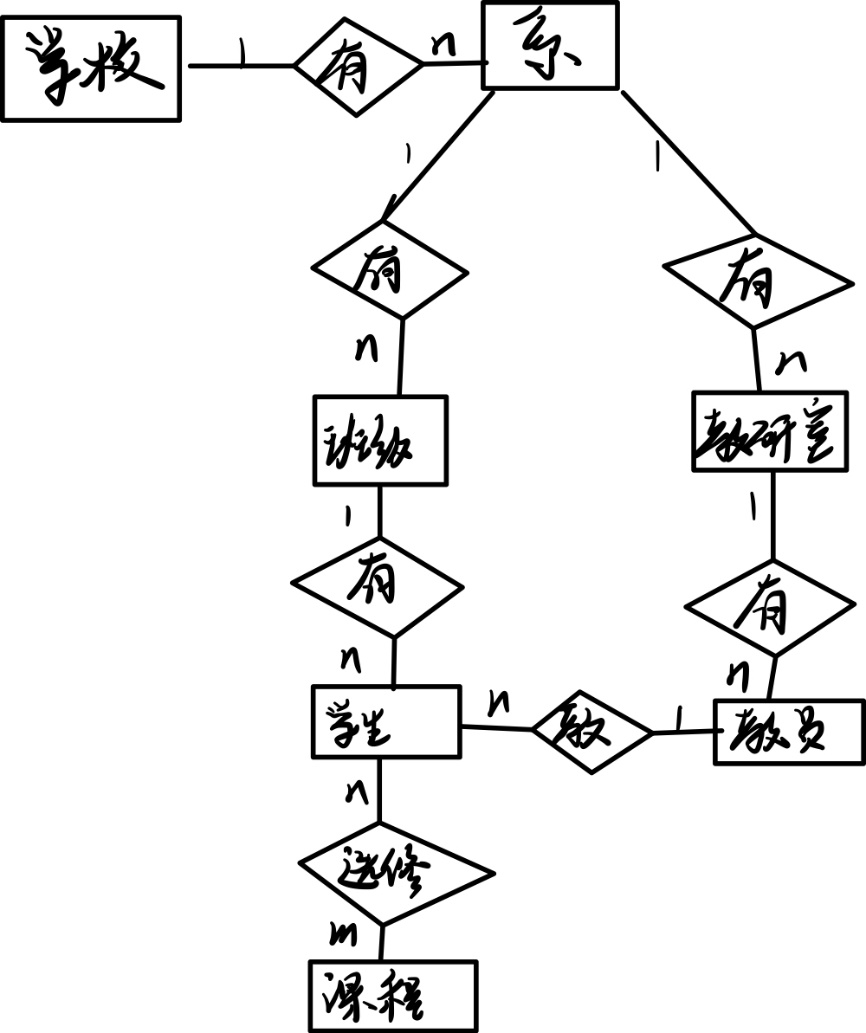 学校 1 有 n 系
1 1
有 有
n n
班级 教研室
1 1
有 有
n n
学生 n 教 1 教员
n
选修
m
课程